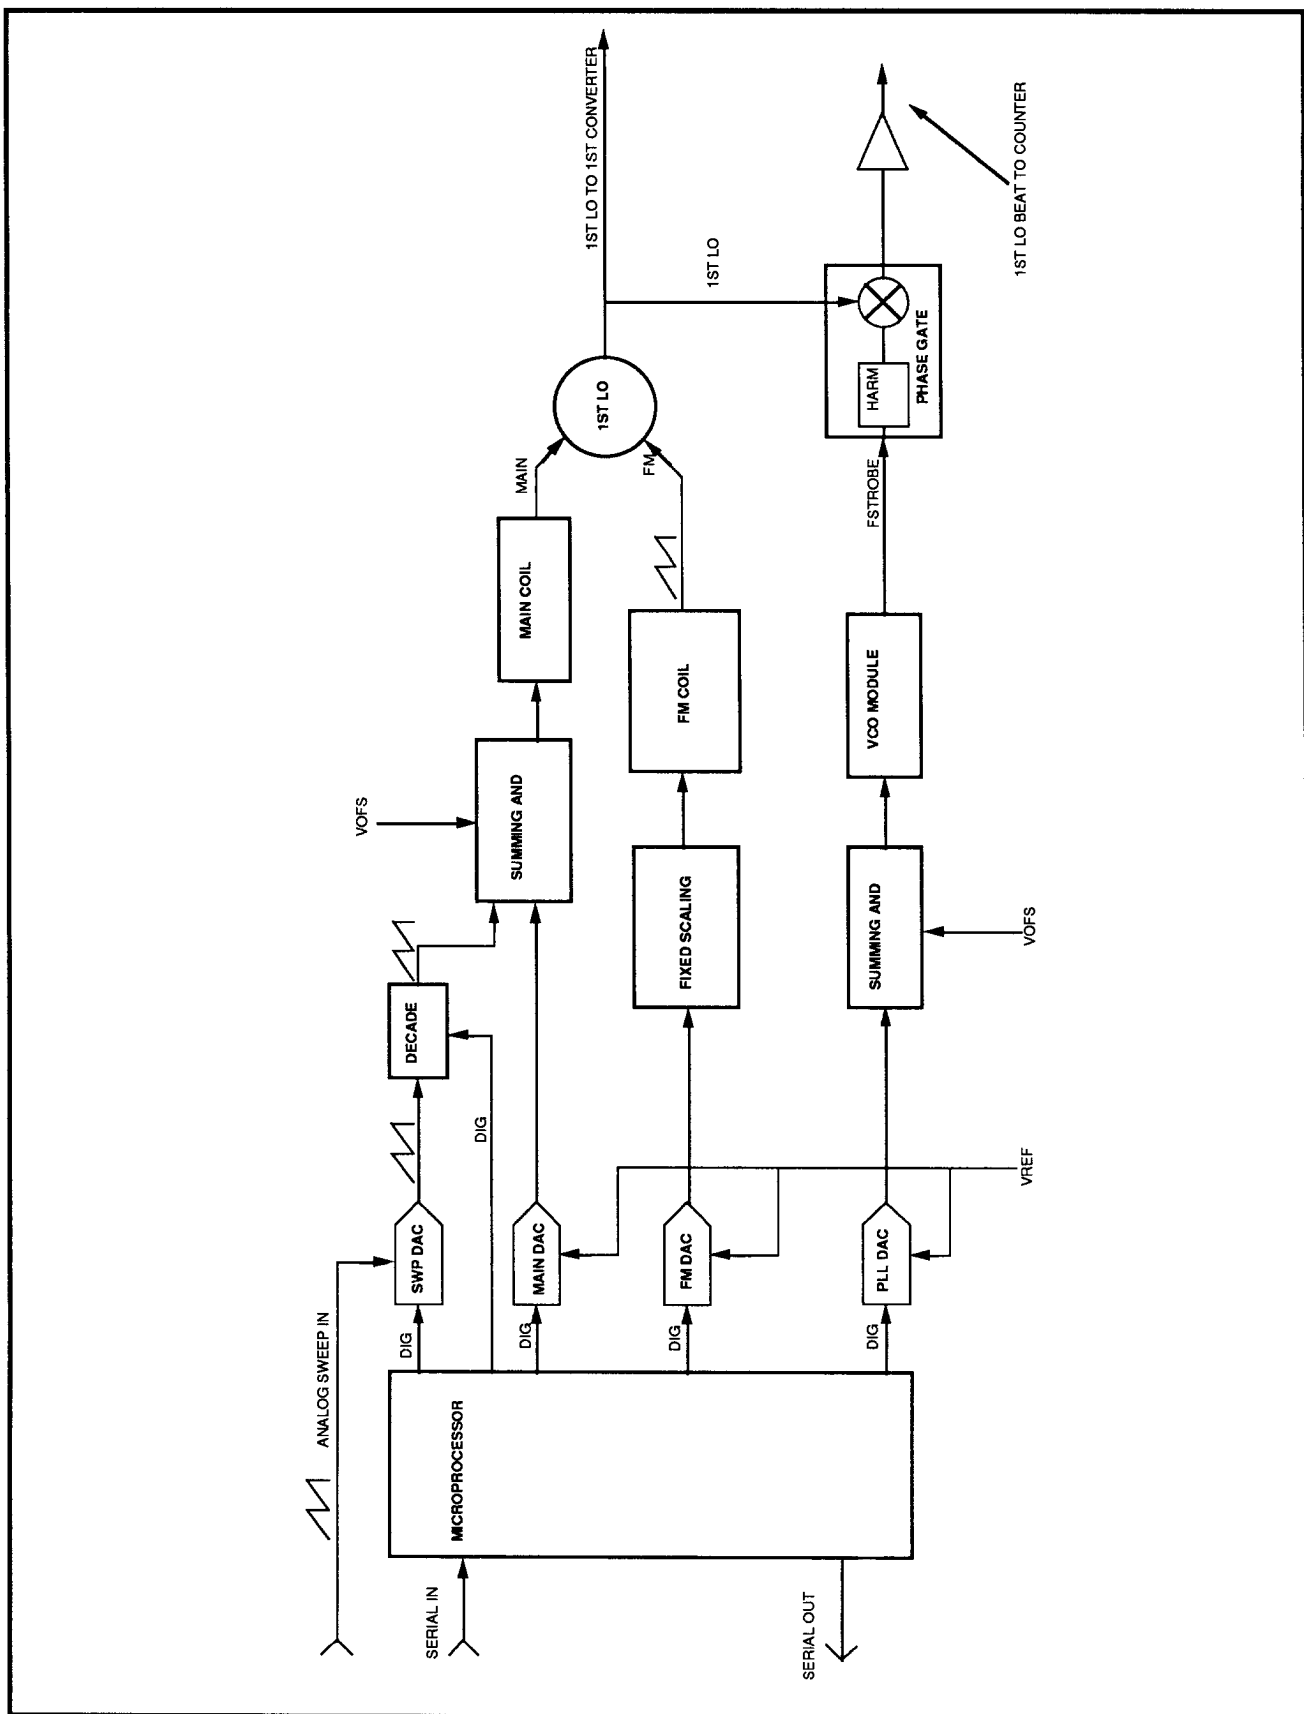 ANALOG SWEEP IN
SERIAL IN
SERIAL OUT
MICROPROCESSOR
DIG
DIG
DIG
DIG
DIG
SWP DAC
MAIN DAC
FM DAC
PLL DAC
VREF
DECADE
VOFS
SUMMING AND
FIXED SCALING
SUMMING AND
VOFS
MAIN COIL
FM COIL
VCO MODULE
MAIN
FM
FSTROBE
1ST LO
HARM
PHASE GATE
1ST LO
1ST LO TO 1ST CONVERTER
1ST LO BEAT TO COUNTER